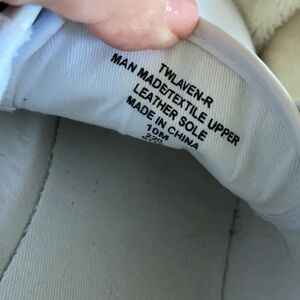 TWLAVEN-R
MAN MADE/TEXTILE UPPER
LEATHER SOLE
MADE IN CHINA
10M